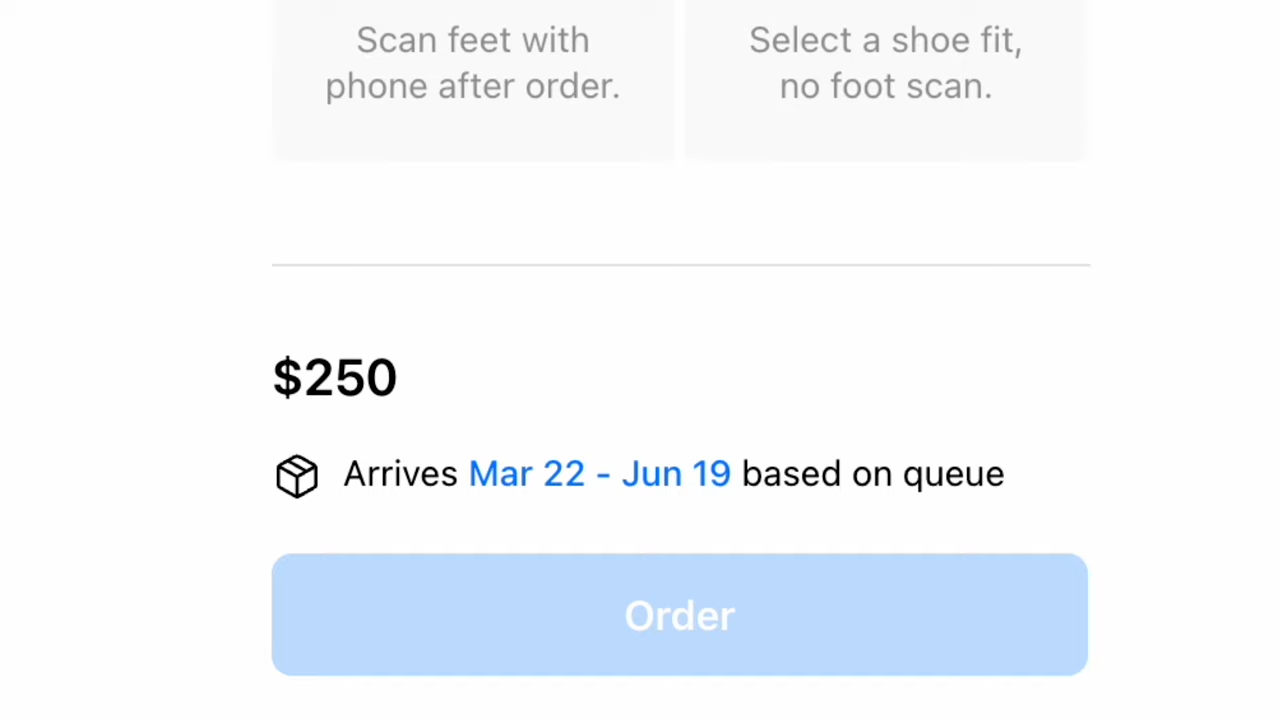 Scan feet with
phone after order.
Select a shoe fit,
no foot scan.
$250
Arrives Mar 22 - Jun 19 based on queue
Order